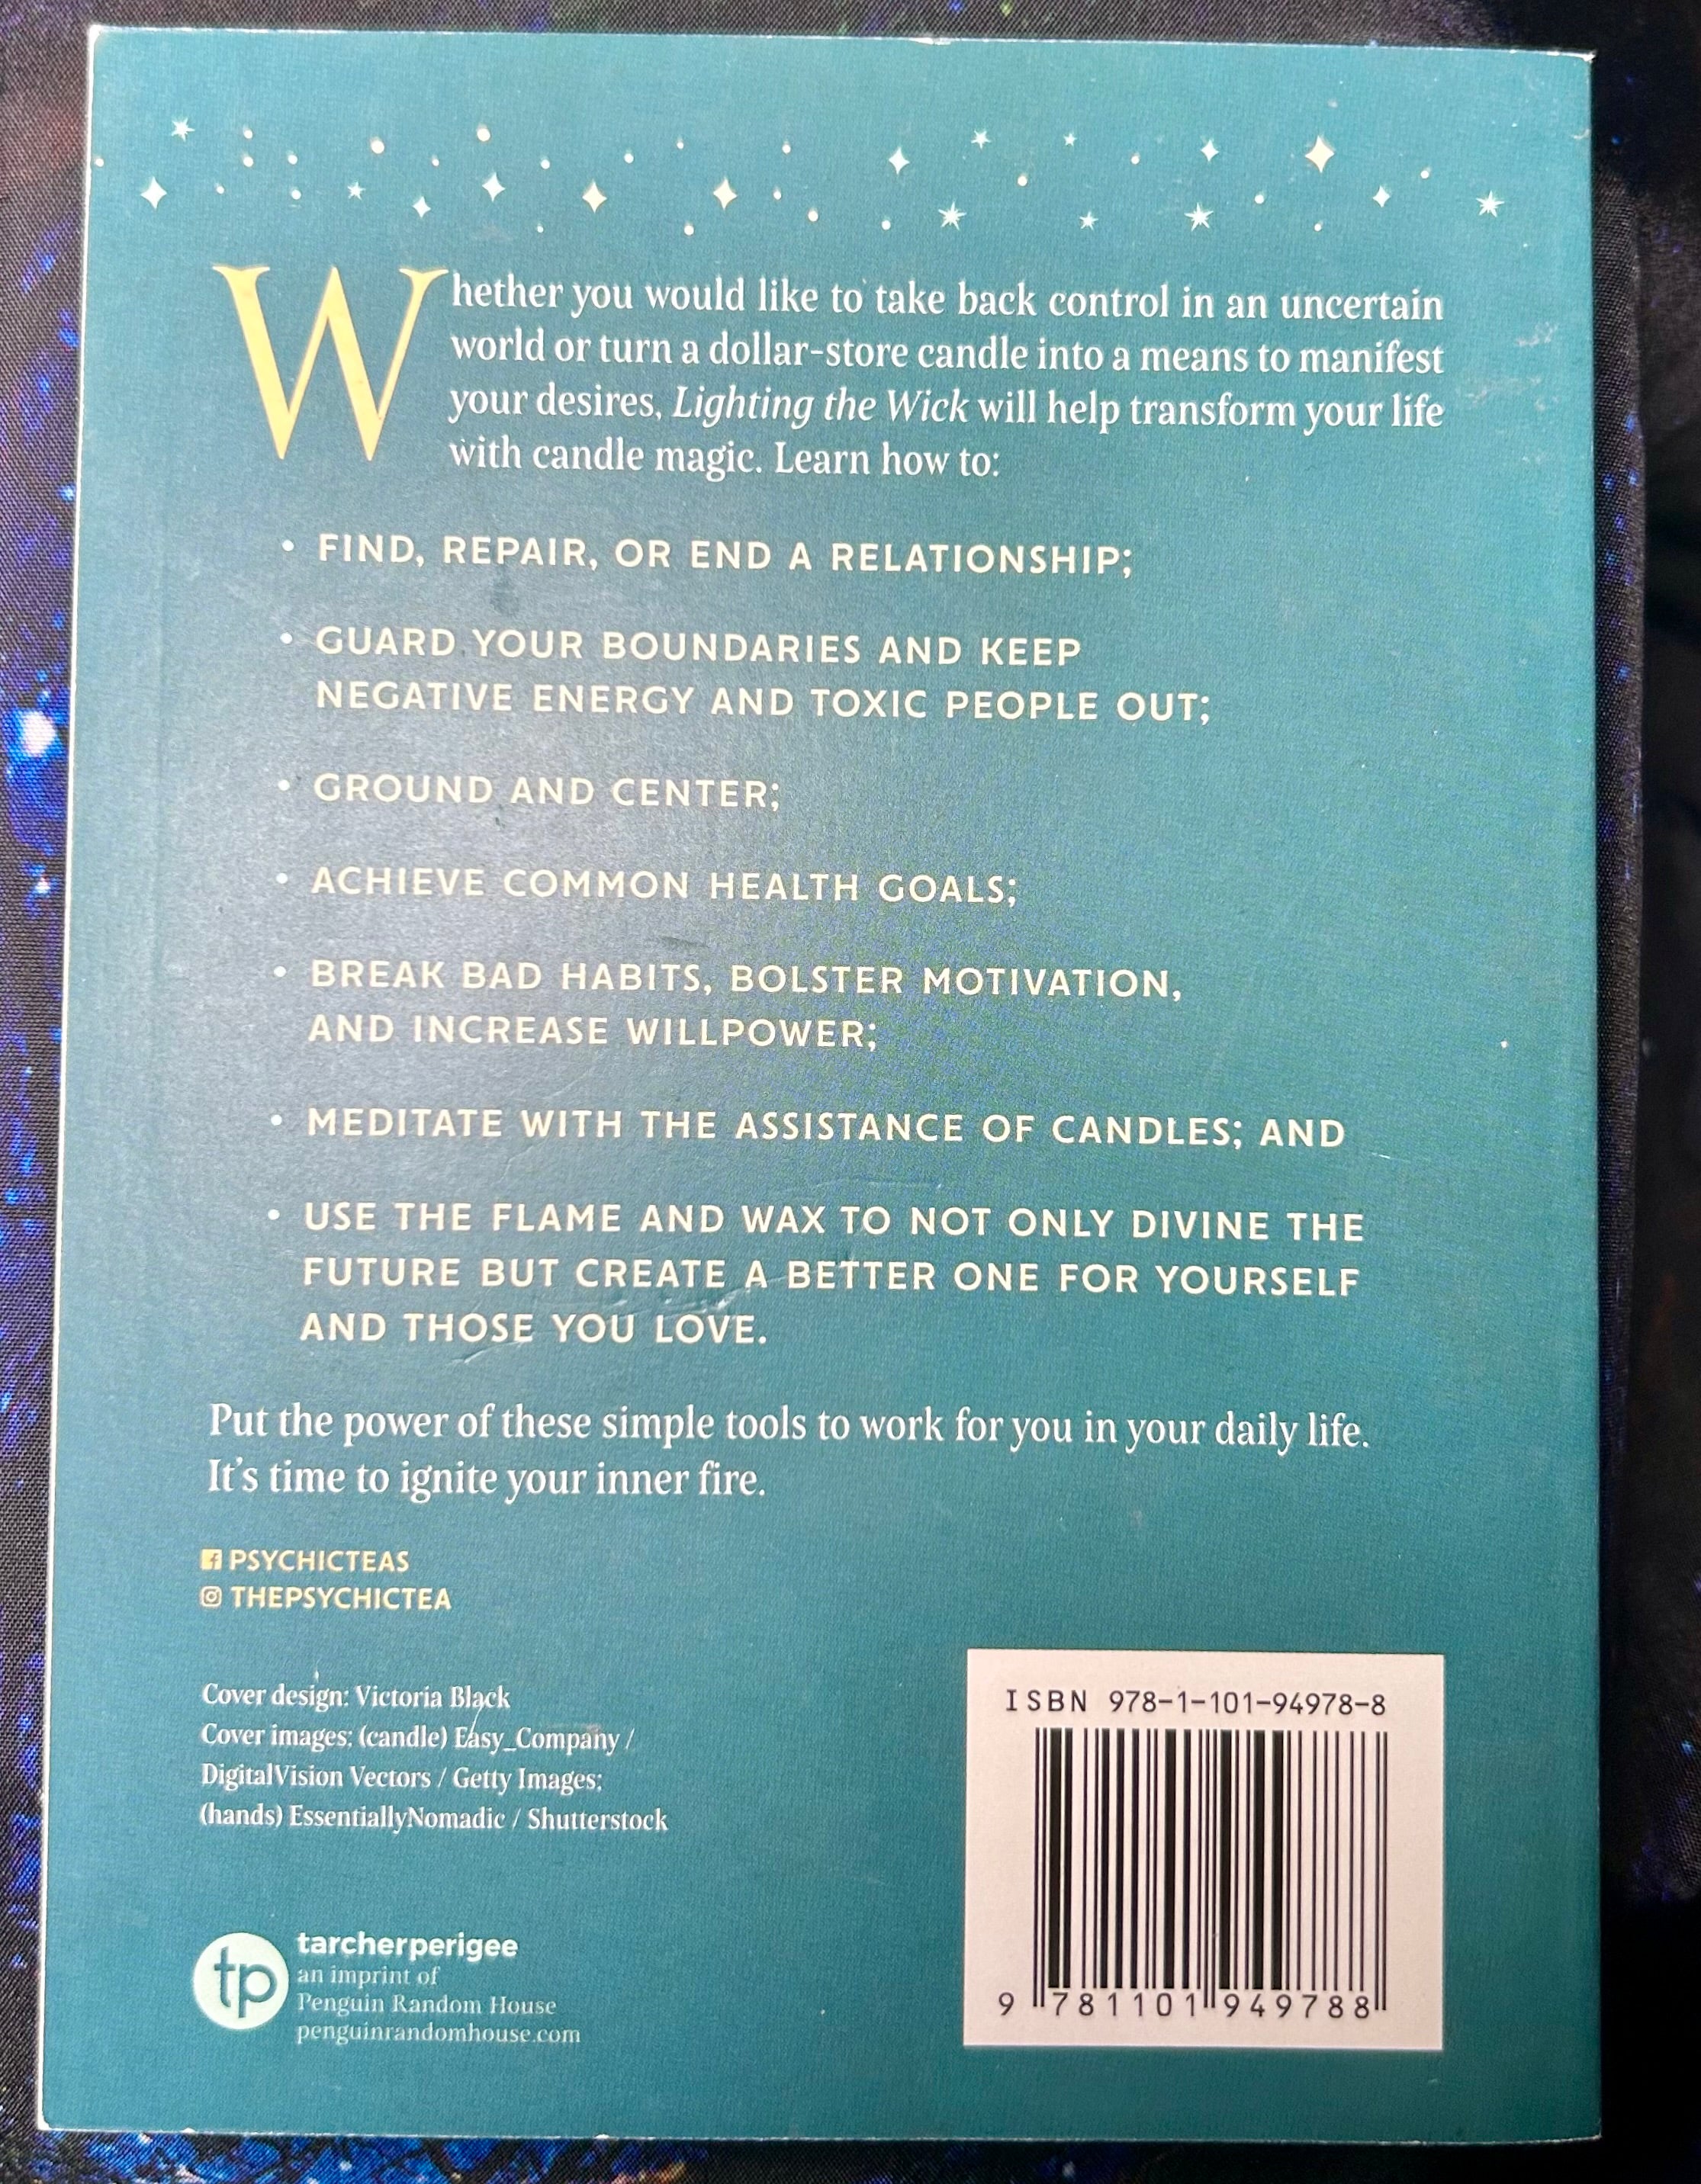 Whether you would like to take back control in an uncertain
world or turn a dollar-store candle into a means to manifest
your desires, Lighting the Wick will help transform your life
with candle magic. Learn how to:
• FIND, REPAIR, OR END A RELATIONSHIP;
• GUARD YOUR BOUNDARIES AND KEEP
NEGATIVE ENERGY AND TOXIC PEOPLE OUT;
• GROUND AND CENTER;
• ACHIEVE COMMON HEALTH GOALS;
• BREAK BAD HABITS, BOLSTER MOTIVATION,
AND INCREASE WILLPOWER;
• MEDITATE WITH THE ASSISTANCE OF CANDLES; AND
• USE THE FLAME AND WAX TO NOT ONLY DIVINE THE
FUTURE BUT CREATE A BETTER ONE FOR YOURSELF
AND THOSE YOU LOVE.
Put the power of these simple tools to work for you in your daily life.
It's time to ignite your inner fire.
PSYCHICTEAS
THEPSYCHICTEA
Cover design: Victoria Black
Cover images: (candle) Easy_Company /
DigitalVision Vectors / Getty Images;
(hands) EssentiallyNomadic / Shutterstock
tp
tarcherperigee
an imprint of
Penguin Random House
penguinrandomhouse.com
ISBN 978-1-101-94978-8
9 781101 949788